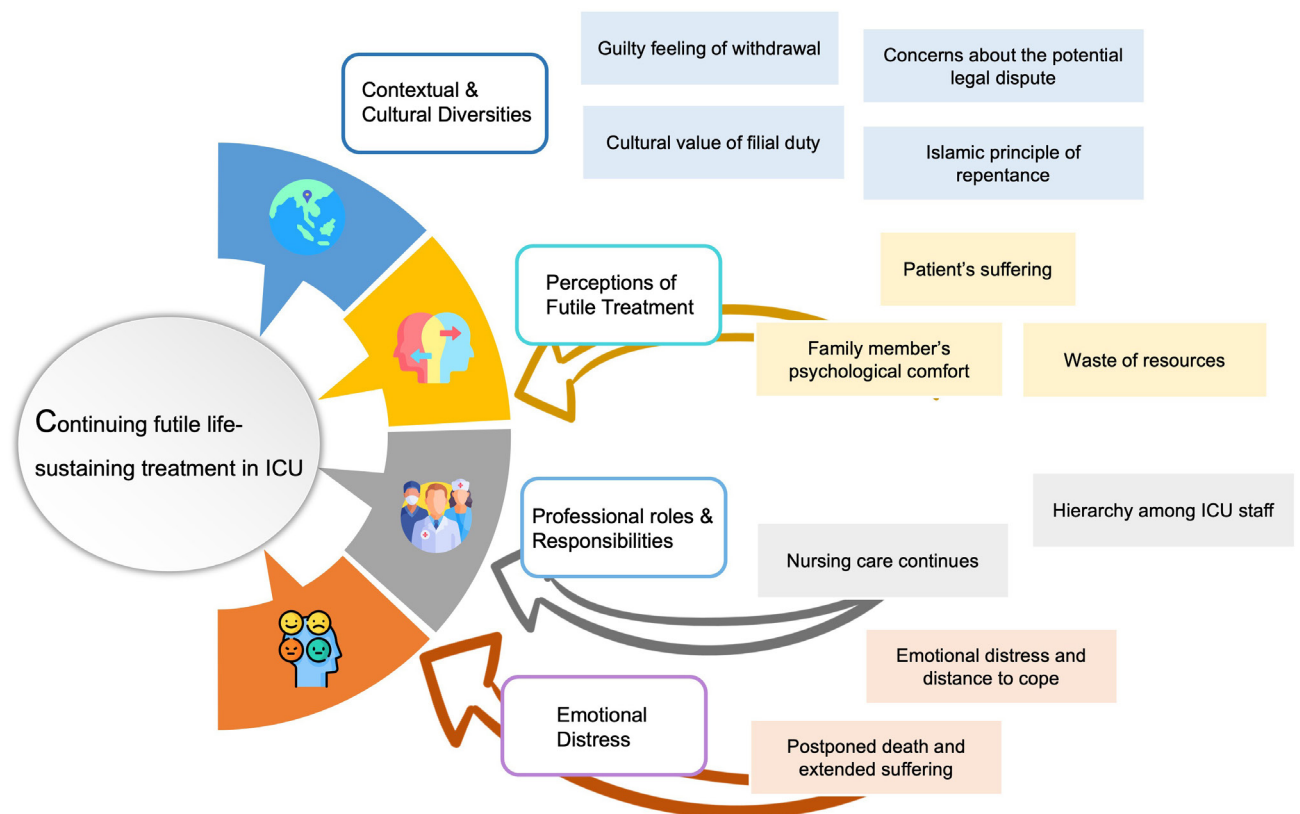 Contextual &
Cultural Diversities
Guilty feeling of withdrawal
Concerns about the potential
legal dispute
Cultural value of filial duty
Islamic principle of
repentance
Perceptions of
Futile Treatment
Patient’s suffering
Family member’s
psychological comfort
Waste of resources
Continuing futile life-
sustaining treatment in ICU
Professional roles &
Responsibilities
Hierarchy among ICU staff
Nursing care continues
Emotional
Distress
Emotional distress and
distance to cope
Postponed death and
extended suffering